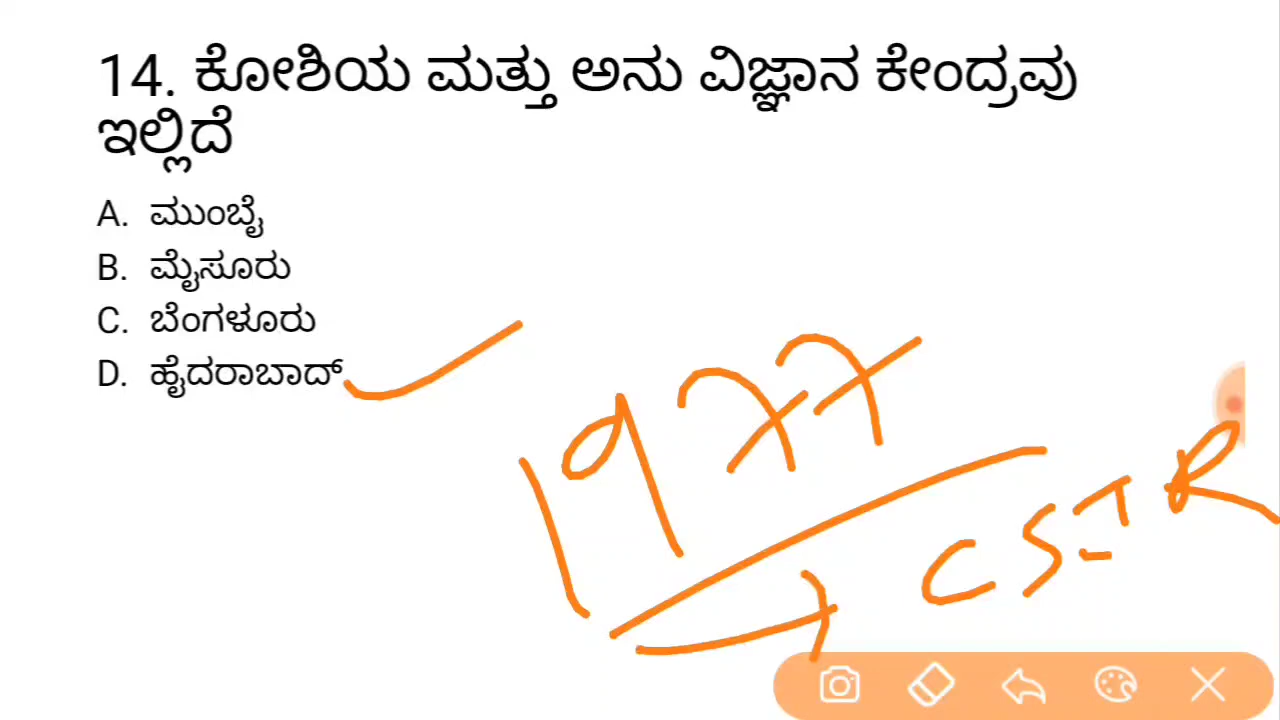 14. ಕೋಶಿಯ ಮತ್ತು ಅನು ವಿಜ್ಞಾನ ಕೇಂದ್ರವು
ಇಲ್ಲಿದೆ
A. ಮುಂಬೈ
B. ಮೈಸೂರು
C. ಬೆಂಗಳೂರು
D. ಹೈದರಾಬಾದ್
1977
CSIR